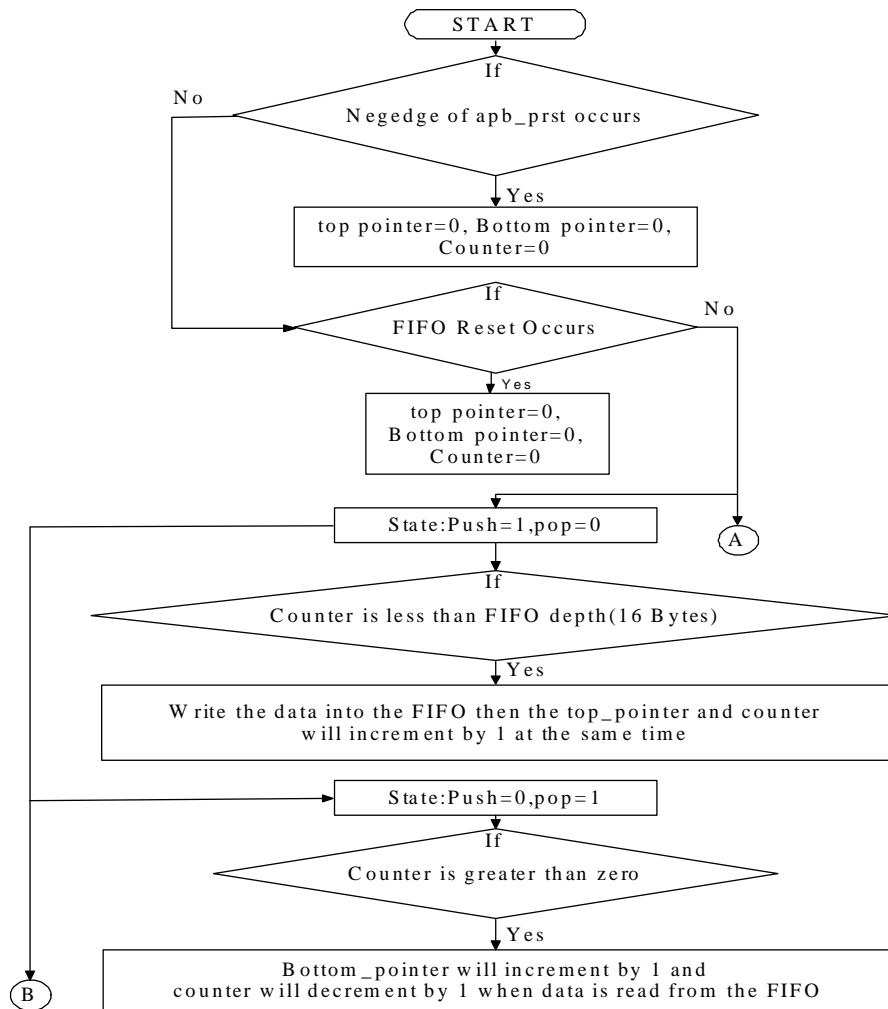 START
If
Negedge of apb_prst occurs
No
Yes
top pointer=0, Bottom pointer=0,
Counter=0
If
FIFO Reset Occurs
No
Yes
top pointer=0,
Bottom pointer=0,
Counter=0
State:Push=1,pop=0
A
If
Counter is less than FIFO depth(16 Bytes)
Yes
Write the data into the FIFO then the top_pointer and counter
will increment by 1 at the same time
State:Push=0,pop=1
If
Counter is greater than zero
Yes
Bottom_pointer will increment by 1 and
counter will decrement by 1 when data is read from the FIFO
B